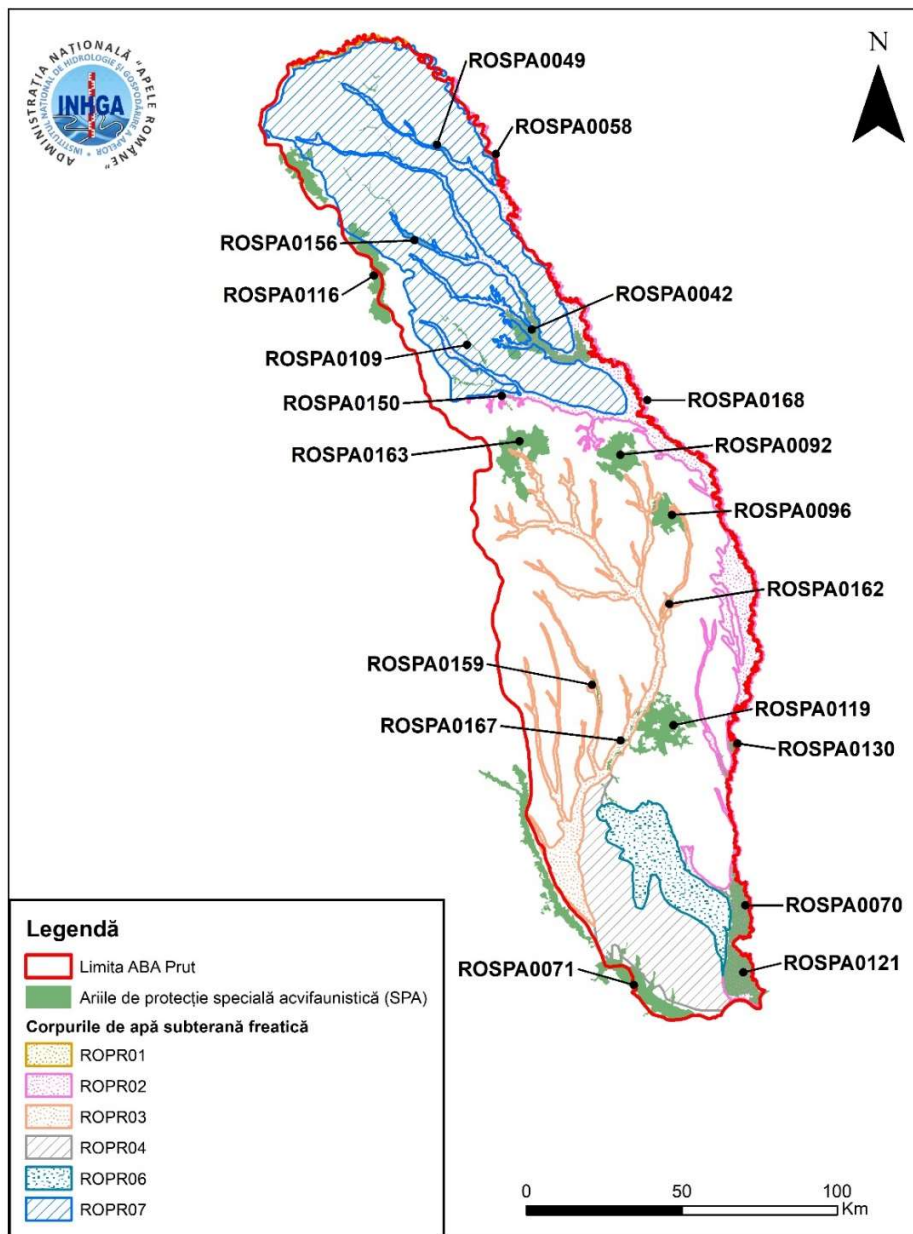 ADMINISTRAȚIA NAȚIONALĂ "APELE ROMÂNE"
INSTITUTUL NAȚIONAL DE HIDROLOGIE ȘI GOSPODĂRIRE A APELOR
INHGA
N
ROSPA0049
ROSPA0058
ROSPA0156
ROSPA0116
ROSPA0042
ROSPA0109
ROSPA0150
ROSPA0168
ROSPA0163
ROSPA0092
ROSPA0096
ROSPA0162
ROSPA0159
ROSPA0119
ROSPA0167
ROSPA0130
ROSPA0070
ROSPA0071
ROSPA0121
Legendă
Limita ABA Prut
Ariile de protecție specială acvifaunistică (SPA)
Corpurile de apă subterană freatică
ROPR01
ROPR02
ROPR03
ROPR04
ROPR06
ROPR07
0 50 100
Km